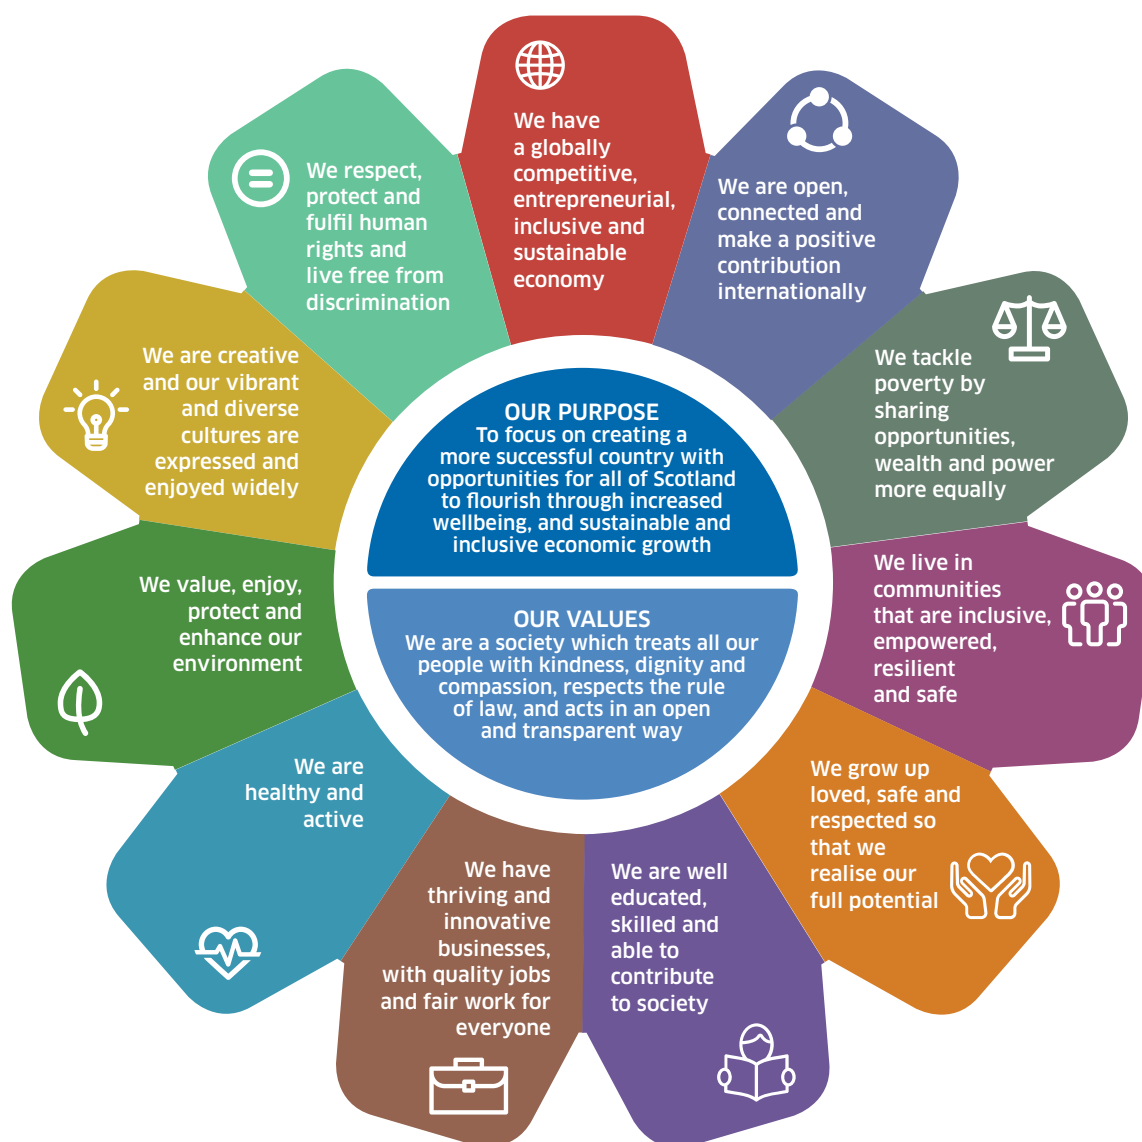 We have
a globally
competitive,
entrepreneurial,
inclusive and
sustainable
economy
We are open,
connected and
make a positive
contribution
internationally
We tackle
poverty by
sharing
opportunities,
wealth and power
more equally
We live in
communities
that are inclusive,
empowered,
resilient
and safe
We grow up
loved, safe and
respected so
that we
realise our
full potential
We are well
educated,
skilled and
able to
contribute
to society
We have
thriving and
innovative
businesses,
with quality jobs
and fair work for
everyone
We are
healthy and
active
We value, enjoy,
protect and
enhance our
environment
We are creative
and our vibrant
and diverse
cultures are
expressed and
enjoyed widely
We respect,
protect and
fulfil human
rights and
live free from
discrimination
OUR PURPOSE
To focus on creating a
more successful country with
opportunities for all of Scotland
to flourish through increased
wellbeing, and sustainable and
inclusive economic growth
OUR VALUES
We are a society which treats all our
people with kindness, dignity and
compassion, respects the rule
of law, and acts in an open
and transparent way